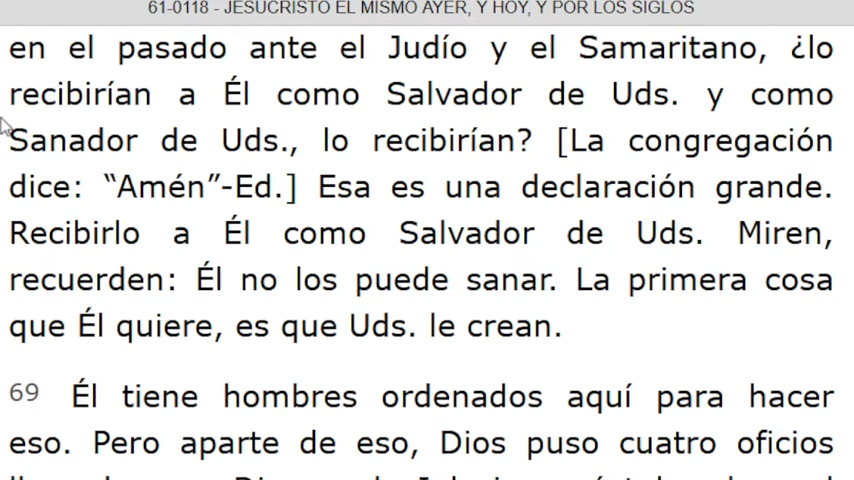 61-0118 - JESUCRISTO EL MISMO AYER, Y HOY, Y POR LOS SIGLOS
en el pasado ante el Judío y el Samaritano, ¿lo
recibirían a Él como Salvador de Uds. y como
Sanador de Uds., lo recibirían? [La congregación
dice: “Amén”-Ed.] Esa es una declaración grande.
Recibirlo a Él como Salvador de Uds. Miren,
recuerden: Él no los puede sanar. La primera cosa
que Él quiere, es que Uds. le crean.
69 Él tiene hombres ordenados aquí para hacer
eso. Pero aparte de eso, Dios puso cuatro oficios